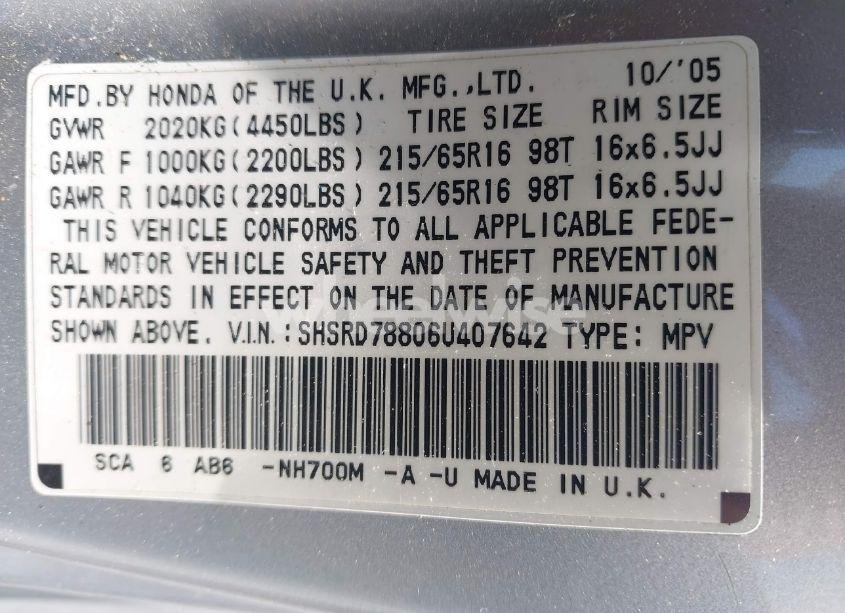 MFD.BY HONDA OF THE U.K. MFG.,LTD. 10/'05
GVWR 2020KG(4450LBS) TIRE SIZE RIM SIZE
GAWR F 1000KG(2200LBS) 215/65R16 98T 16x6.5JJ
GAWR R 1040KG(2290LBS) 215/65R16 98T 16x6.5JJ
THIS VEHICLE CONFORMS TO ALL APPLICABLE FEDE-
RAL MOTOR VEHICLE SAFETY AND THEFT PREVENTION
STANDARDS IN EFFECT ON THE DATE OF MANUFACTURE
wheelwise
SHOWN ABOVE. V.I.N.:SHSRD78806U407642 TYPE: MPV
SCA 6 AB6 -NH700M -A -U MADE IN U.K.